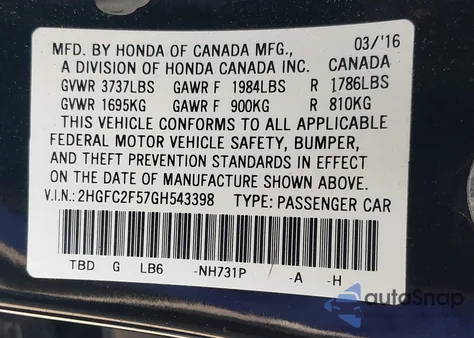 MFD. BY HONDA OF CANADA MFG., 03/'16
A DIVISION OF HONDA CANADA INC. CANADA
GVWR 3737LBS GAWR F 1984LBS R 1786LBS
GVWR 1695KG GAWR F 900KG R 810KG
THIS VEHICLE CONFORMS TO ALL APPLICABLE
FEDERAL MOTOR VEHICLE SAFETY, BUMPER,
AND THEFT PREVENTION STANDARDS IN EFFECT
ON THE DATE OF MANUFACTURE SHOWN ABOVE.
V.I.N.: 2HGFC2F57GH543398 TYPE: PASSENGER CAR
TBD G LB6 -NH731P -A -H
autoSnap